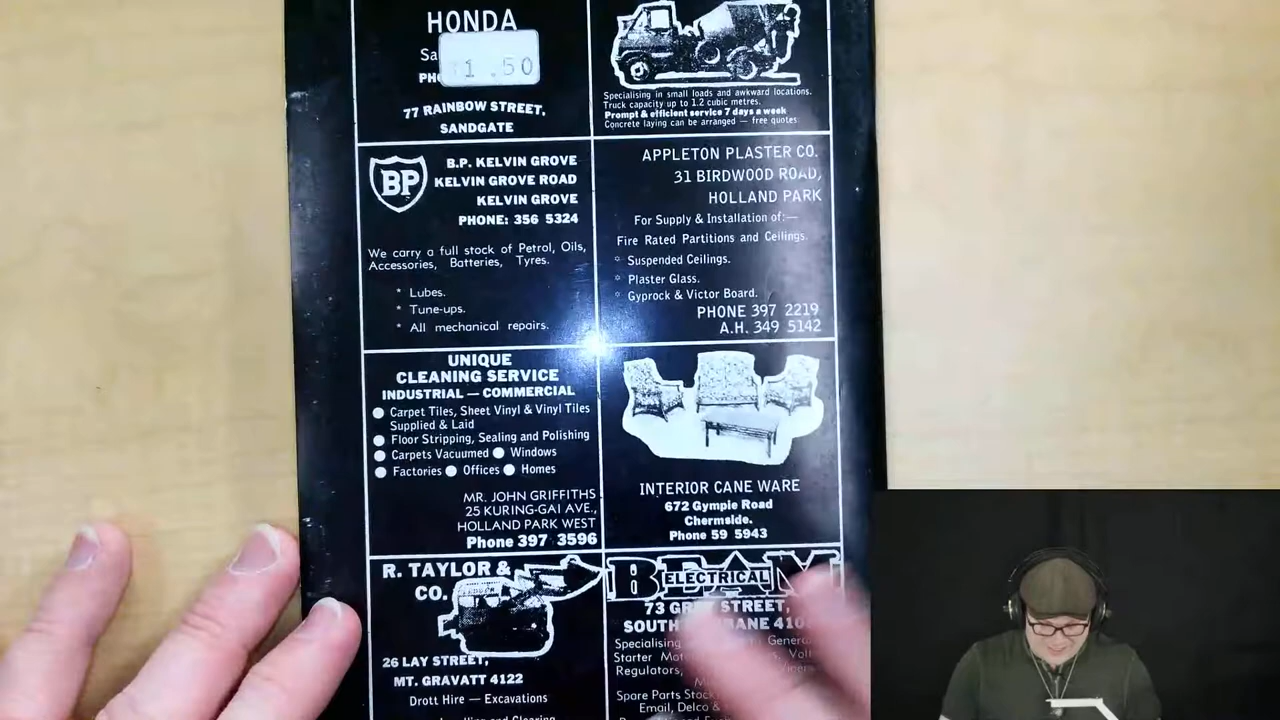 HONDA
1.50
77 RAINBOW STREET,
SANDGATE
Specialising in small loads and awkward locations.
Truck capacity up to 1.2 cubic metres.
Prompt & efficient service 7 days a week
Concrete laying can be arranged — free quotes
BP
B.P. KELVIN GROVE
KELVIN GROVE ROAD
KELVIN GROVE
PHONE: 356 5324
We carry a full stock of Petrol, Oils,
Accessories, Batteries, Tyres.
* Lubes.
* Tune-ups.
* All mechanical repairs.
APPLETON PLASTER CO.
31 BIRDWOOD ROAD,
HOLLAND PARK
For Supply & Installation of:—
Fire Rated Partitions and Ceilings.
* Suspended Ceilings.
* Plaster Glass.
* Gyprock & Victor Board.
PHONE 397 2219
A.H. 349 5142
UNIQUE
CLEANING SERVICE
INDUSTRIAL — COMMERCIAL
● Carpet Tiles, Sheet Vinyl & Vinyl Tiles
Supplied & Laid
● Floor Stripping, Sealing and Polishing
● Carpets Vacuumed ● Windows
● Factories ● Offices ● Homes
MR. JOHN GRIFFITHS
25 KURING-GAI AVE.,
HOLLAND PARK WEST
Phone 397 3596
INTERIOR CANE WARE
672 Gympie Road
Chermside.
Phone 59 5943
R. TAYLOR &
CO.
26 LAY STREET,
MT. GRAVATT 4122
Drott Hire — Excavations
BEAM
ELECTRICAL
73 STREET,
SOUTH
Specialising
Starter
Regulators,
Spare Parts
Email, Delco &